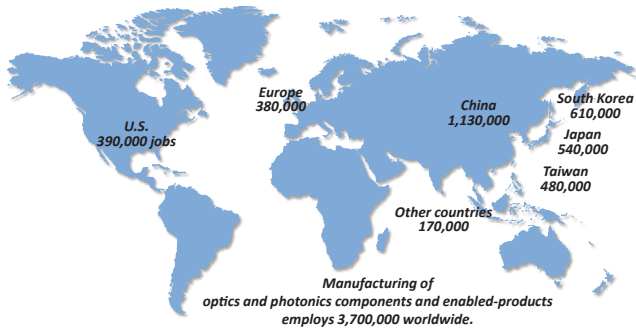 Europe
380,000
China
1,130,000
South Korea
610,000
U.S.
390,000 jobs
Japan
540,000
Taiwan
480,000
Other countries
170,000
Manufacturing of
optics and photonics components and enabled-products
employs 3,700,000 worldwide.